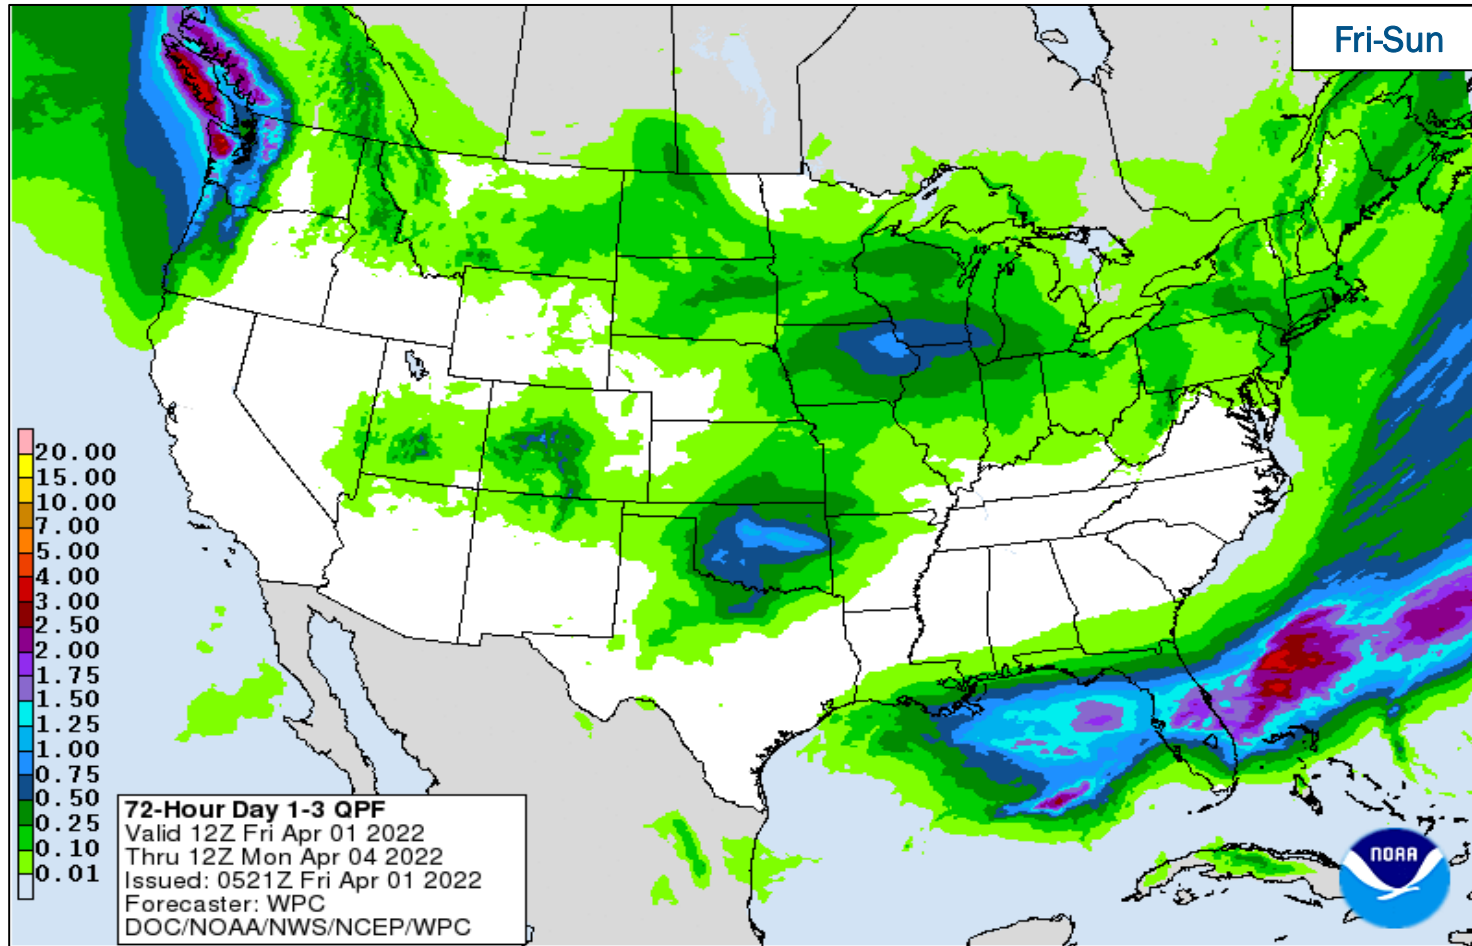 Fri-Sun
20.00
15.00
10.00
7.00
5.00
4.00
3.00
2.50
2.00
1.75
1.50
1.25
1.00
0.75
0.50
0.25
0.10
0.01
72-Hour Day 1-3 QPF
Valid 12Z Fri Apr 01 2022
Thru 12Z Mon Apr 04 2022
Issued: 0521Z Fri Apr 01 2022
Forecaster: WPC
DOC/NOAA/NWS/NCEP/WPC
NOAA